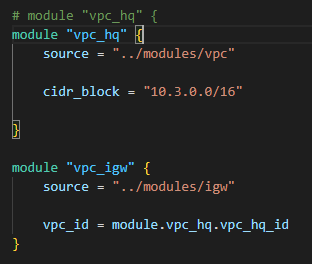 # module "vpc_hq" {
module "vpc_hq" {
    source = "../modules/vpc"

    cidr_block = "10.3.0.0/16"

}

module "vpc_igw" {
    source = "../modules/igw"

    vpc_id = module.vpc_hq.vpc_hq_id
}